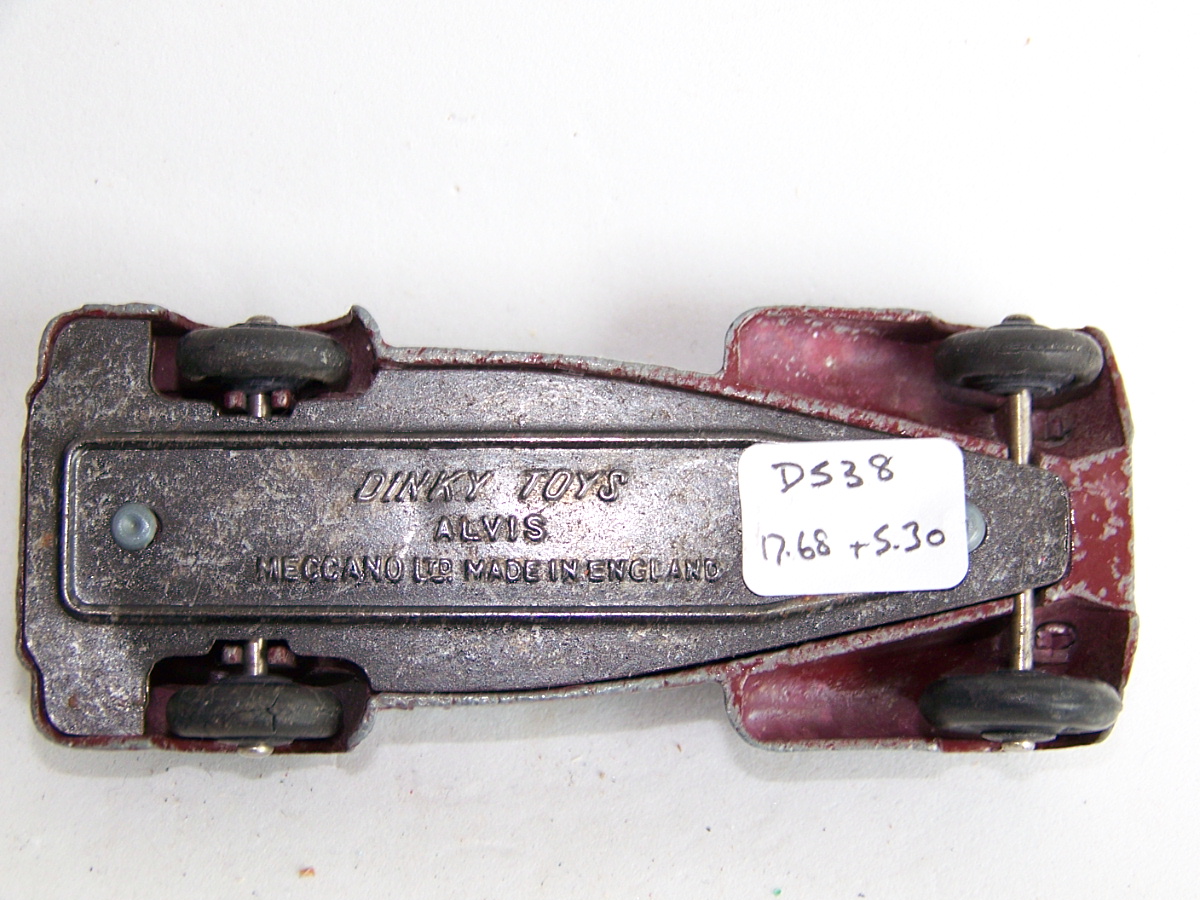 DINKY TOYS
ALVIS
MECCANO LTD. MADE IN ENGLAND
D538
17.68 + 5.30